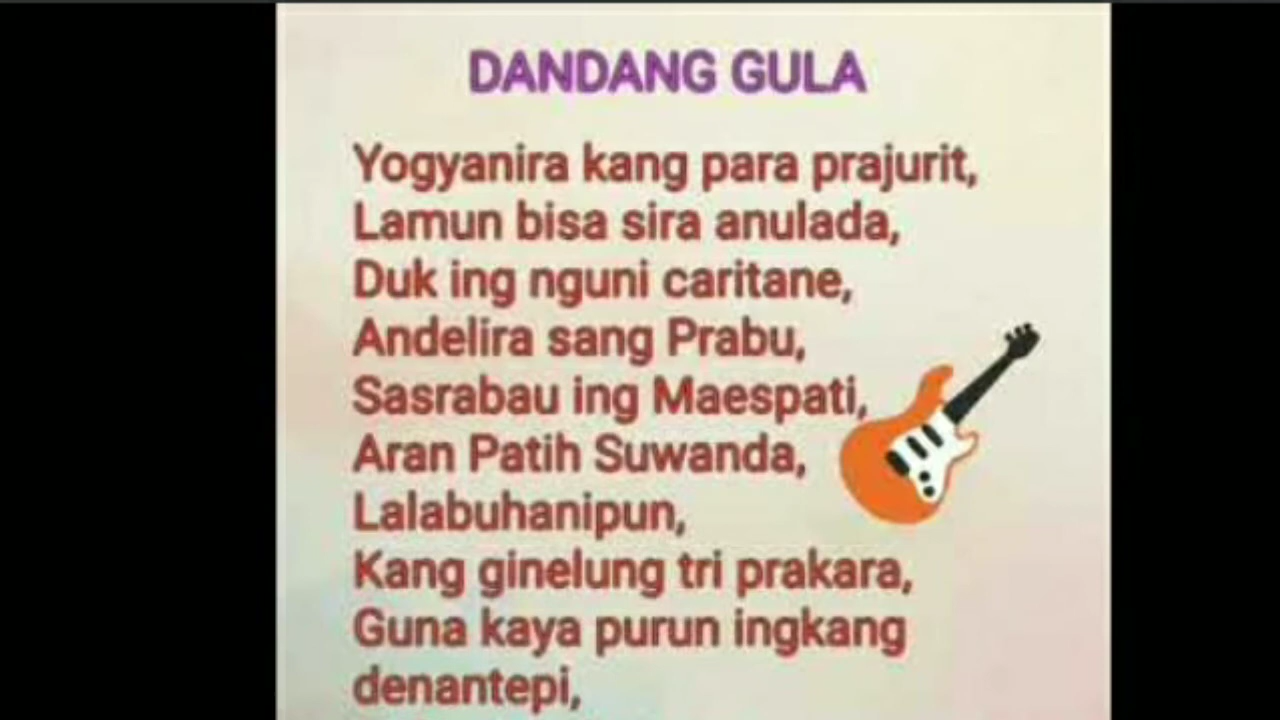 DANDANG GULA
Yogyanira kang para prajurit,
Lamun bisa sira anulada,
Duk ing nguni caritane,
Andelira sang Prabu,
Sasrabau ing Maespati,
Aran Patih Suwanda,
Lalabuhanipun,
Kang ginelung tri prakara,
Guna kaya purun ingkang
denantepi,